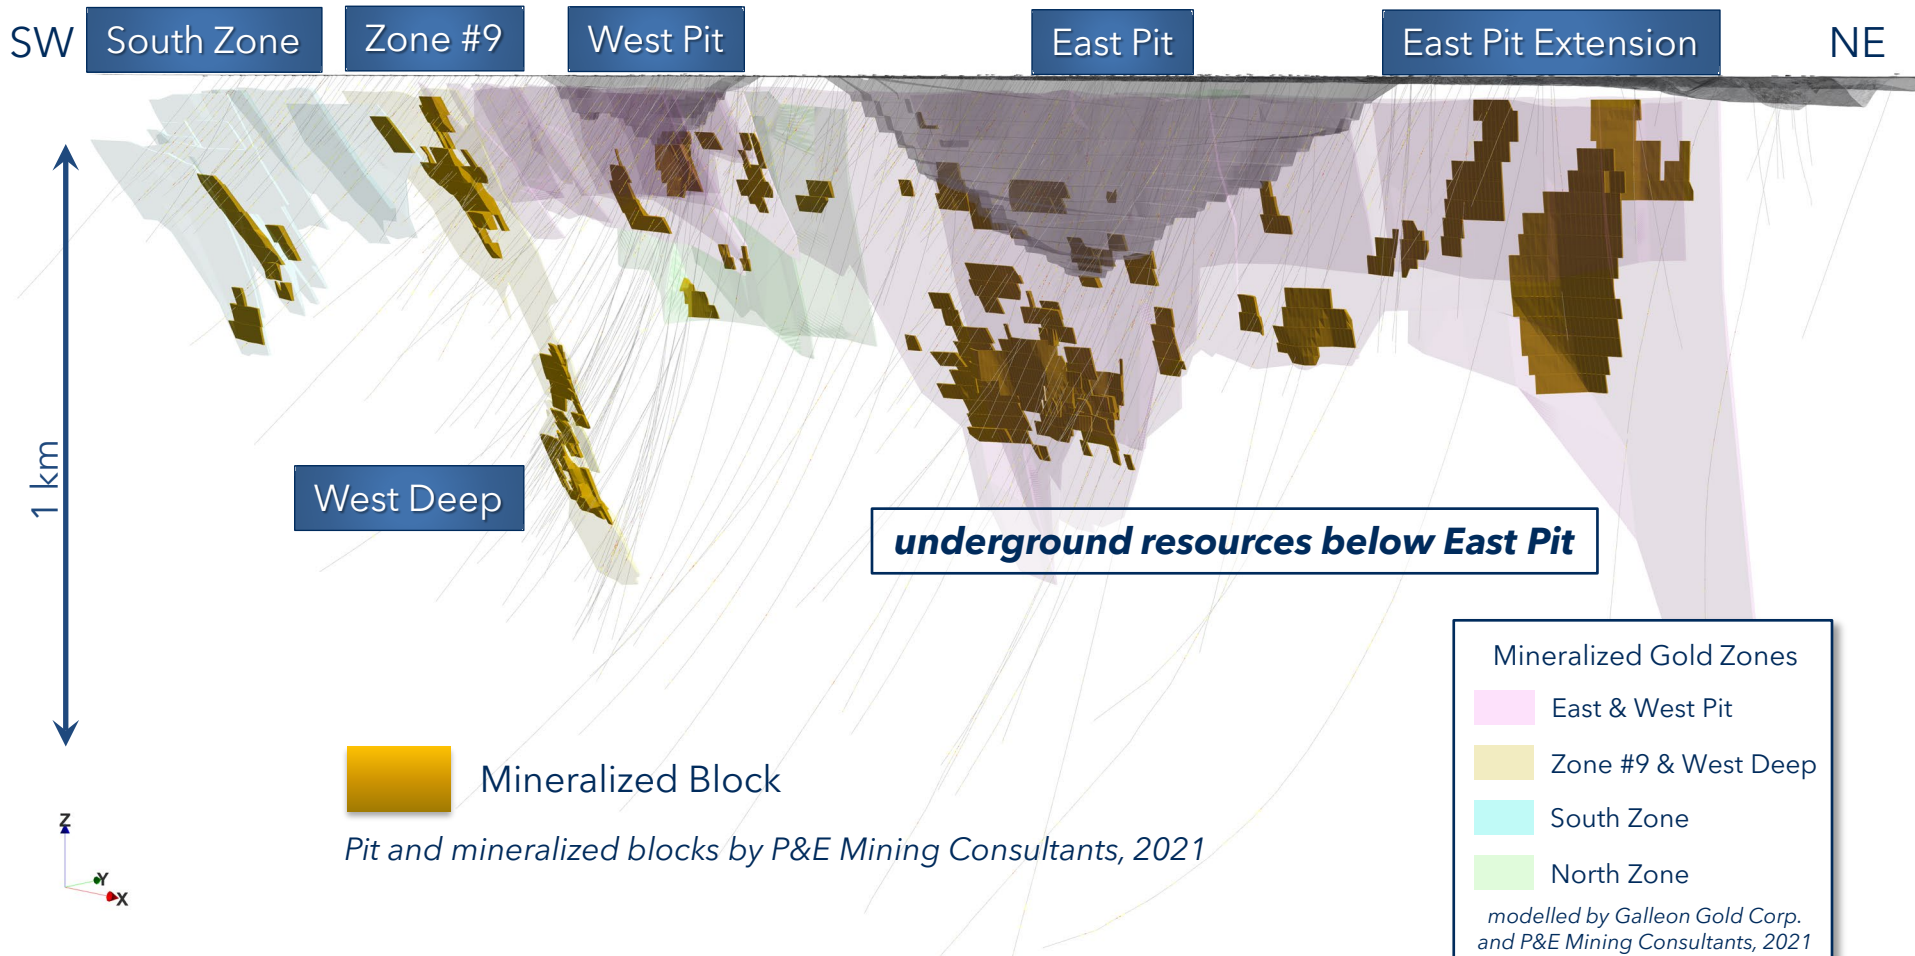 SW
South Zone
Zone #9
West Pit
East Pit
East Pit Extension
NE
1 km
West Deep
underground resources below East Pit
Mineralized Block
Pit and mineralized blocks by P&E Mining Consultants, 2021
Mineralized Gold Zones
East & West Pit
Zone #9 & West Deep
South Zone
North Zone
modelled by Galleon Gold Corp.
and P&E Mining Consultants, 2021
Z
Y
X